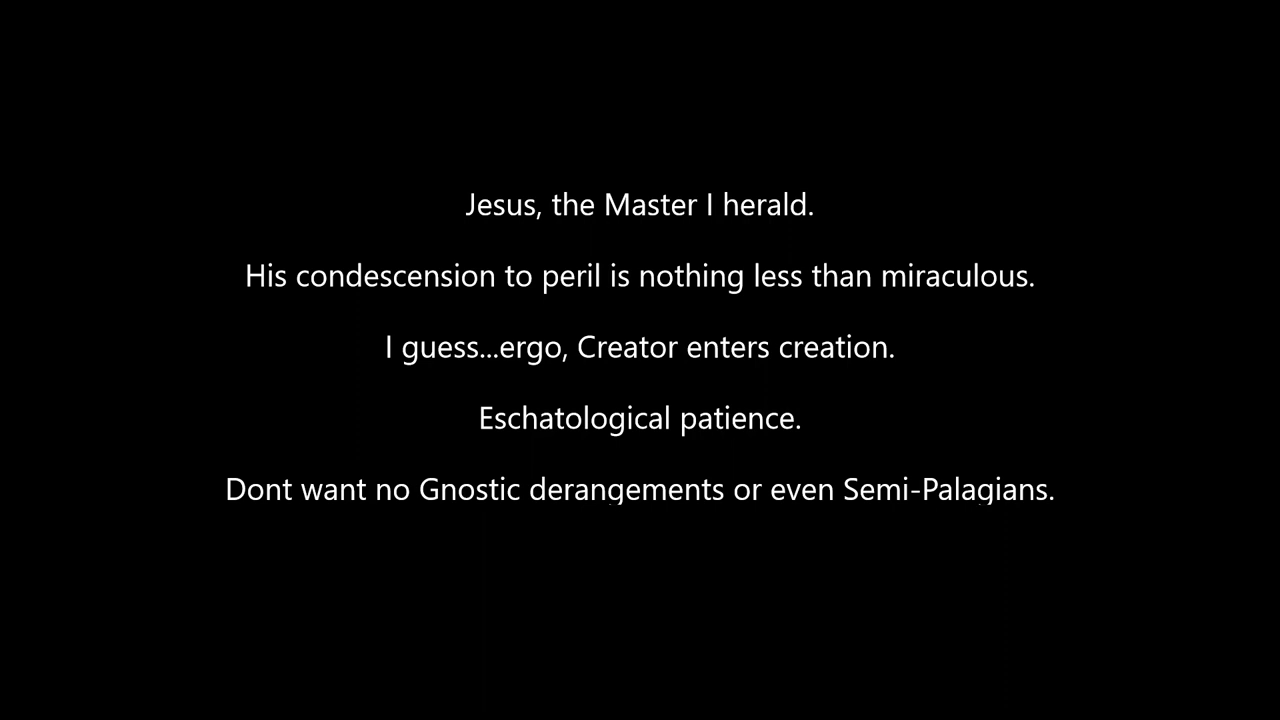 Jesus, the Master I herald.
His condescension to peril is nothing less than miraculous.
I guess...ergo, Creator enters creation.
Eschatological patience.
Dont want no Gnostic derangements or even Semi-Palagians.